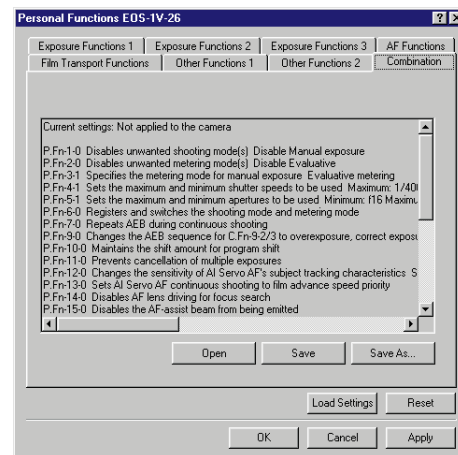 Personal Functions EOS-1V-26
Exposure Functions 1 Exposure Functions 2 Exposure Functions 3 AF Functions
Film Transport Functions Other Functions 1 Other Functions 2 Combination
Current settings: Not applied to the camera
P.Fn-1-0 Disables unwanted shooting mode(s) Disable Manual exposure
P.Fn-2-0 Disables unwanted metering mode(s) Disable Evaluative
P.Fn-3-1 Specifies the metering mode for manual exposure Evaluative metering
P.Fn-4-1 Sets the maximum and minimum shutter speeds to be used Maximum: 1/400
P.Fn-5-1 Sets the maximum and minimum apertures to be used Minimum: f16 Maximu
P.Fn-6-0 Registers and switches the shooting mode and metering mode
P.Fn-7-0 Repeats AEB during continuous shooting
P.Fn-9-0 Changes the AEB sequence for C.Fn-9-2/3 to overexposure, correct exposu
P.Fn-10-0 Maintains the shift amount for program shift
P.Fn-11-0 Prevents cancellation of multiple exposures
P.Fn-12-0 Changes the sensitivity of AI Servo AF's subject tracking characteristics S
P.Fn-13-0 Sets AI Servo AF continuous shooting to film advance speed priority
P.Fn-14-0 Disables AF lens driving for focus search
P.Fn-15-0 Disables the AF-assist beam from being emitted
Open Save Save As...
Load Settings Reset
OK Cancel Apply